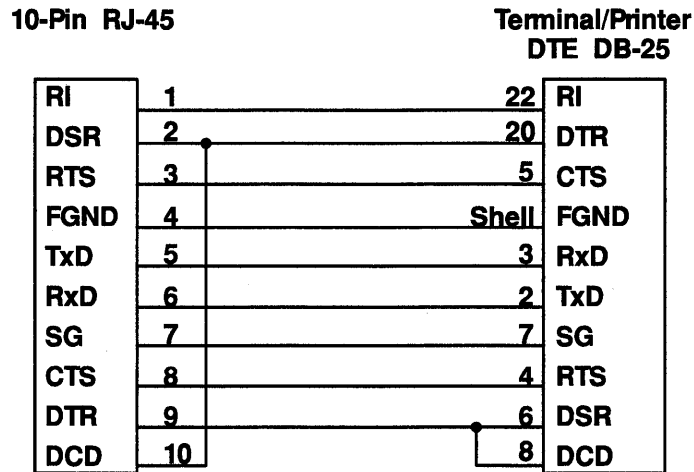 10-Pin RJ-45
Terminal/Printer
DTE DB-25
RI 1 22 RI
DSR 2 20 DTR
RTS 3 5 CTS
FGND 4 Shell FGND
TxD 5 3 RxD
RxD 6 2 TxD
SG 7 7 SG
CTS 8 4 RTS
DTR 9 6 DSR
DCD 10 8 DCD